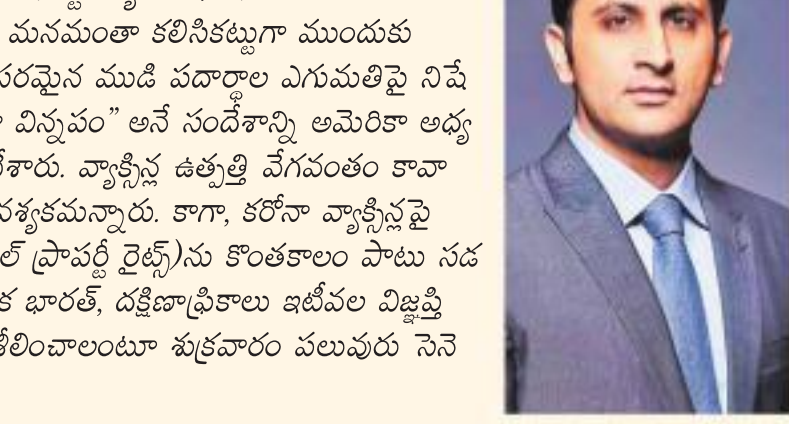 మనమంతా కలిసికట్టుగా ముందుకు
పరమైన ముడి పదార్థాల ఎగుమతిపై నిషే
విన్నపం” అనే సందేశాన్ని అమెరికా అధ్య
శారు. వ్యాక్సిన్ల ఉత్పత్తి వేగవంతం కావా
వశ్యకమన్నారు. కాగా, కరోనా వ్యాక్సిన్లపై
ల్ ప్రాపర్టీ రైట్స్)ను కొంతకాలం పాటు సడ
క భారత్, దక్షిణాఫ్రికాలు ఇటీవల విజ్ఞప్తి
శీలించాలంటూ శుక్రవారం పలువురు సెనె